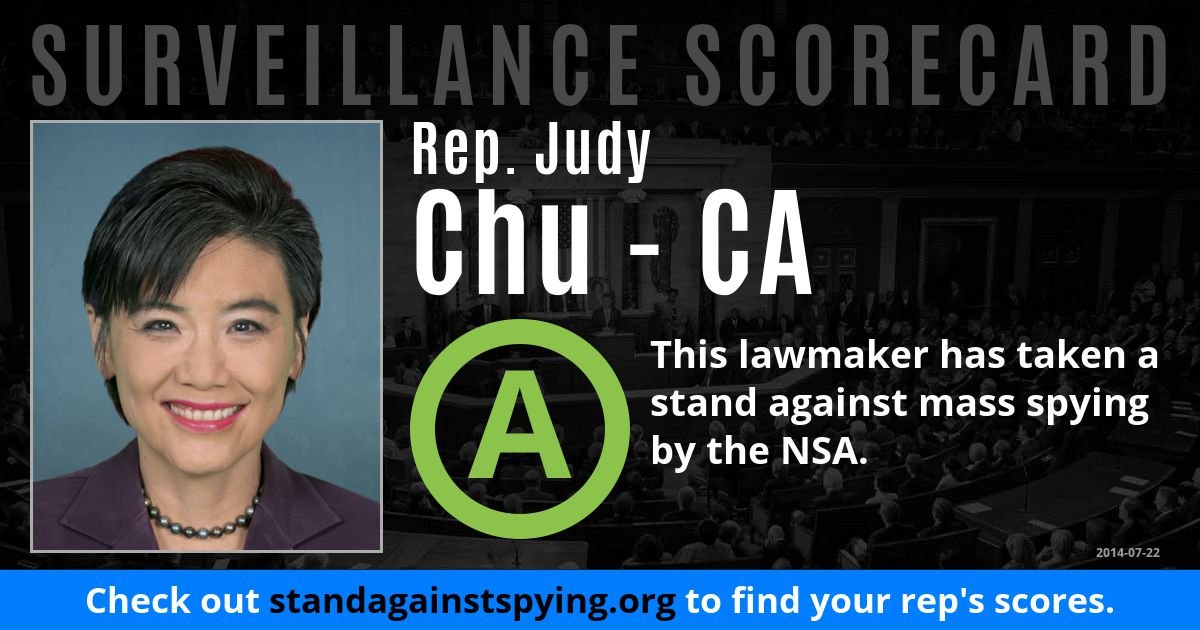 SURVEILLANCE SCORECARD
Rep. Judy
Chu - CA
A
This lawmaker has taken a
stand against mass spying
by the NSA.
2014-07-22
Check out standagainstspying.org to find your rep's scores.